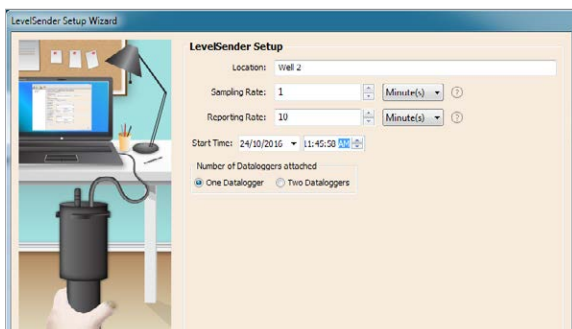 LevelSender Setup Wizard
LevelSender Setup
Location: Well 2
Sampling Rate: 1 Minute(s) ?
Reporting Rate: 10 Minute(s) ?
Start Time: 24/10/2016 11:45:58 AM
Number of Dataloggers attached
One Datalogger Two Dataloggers